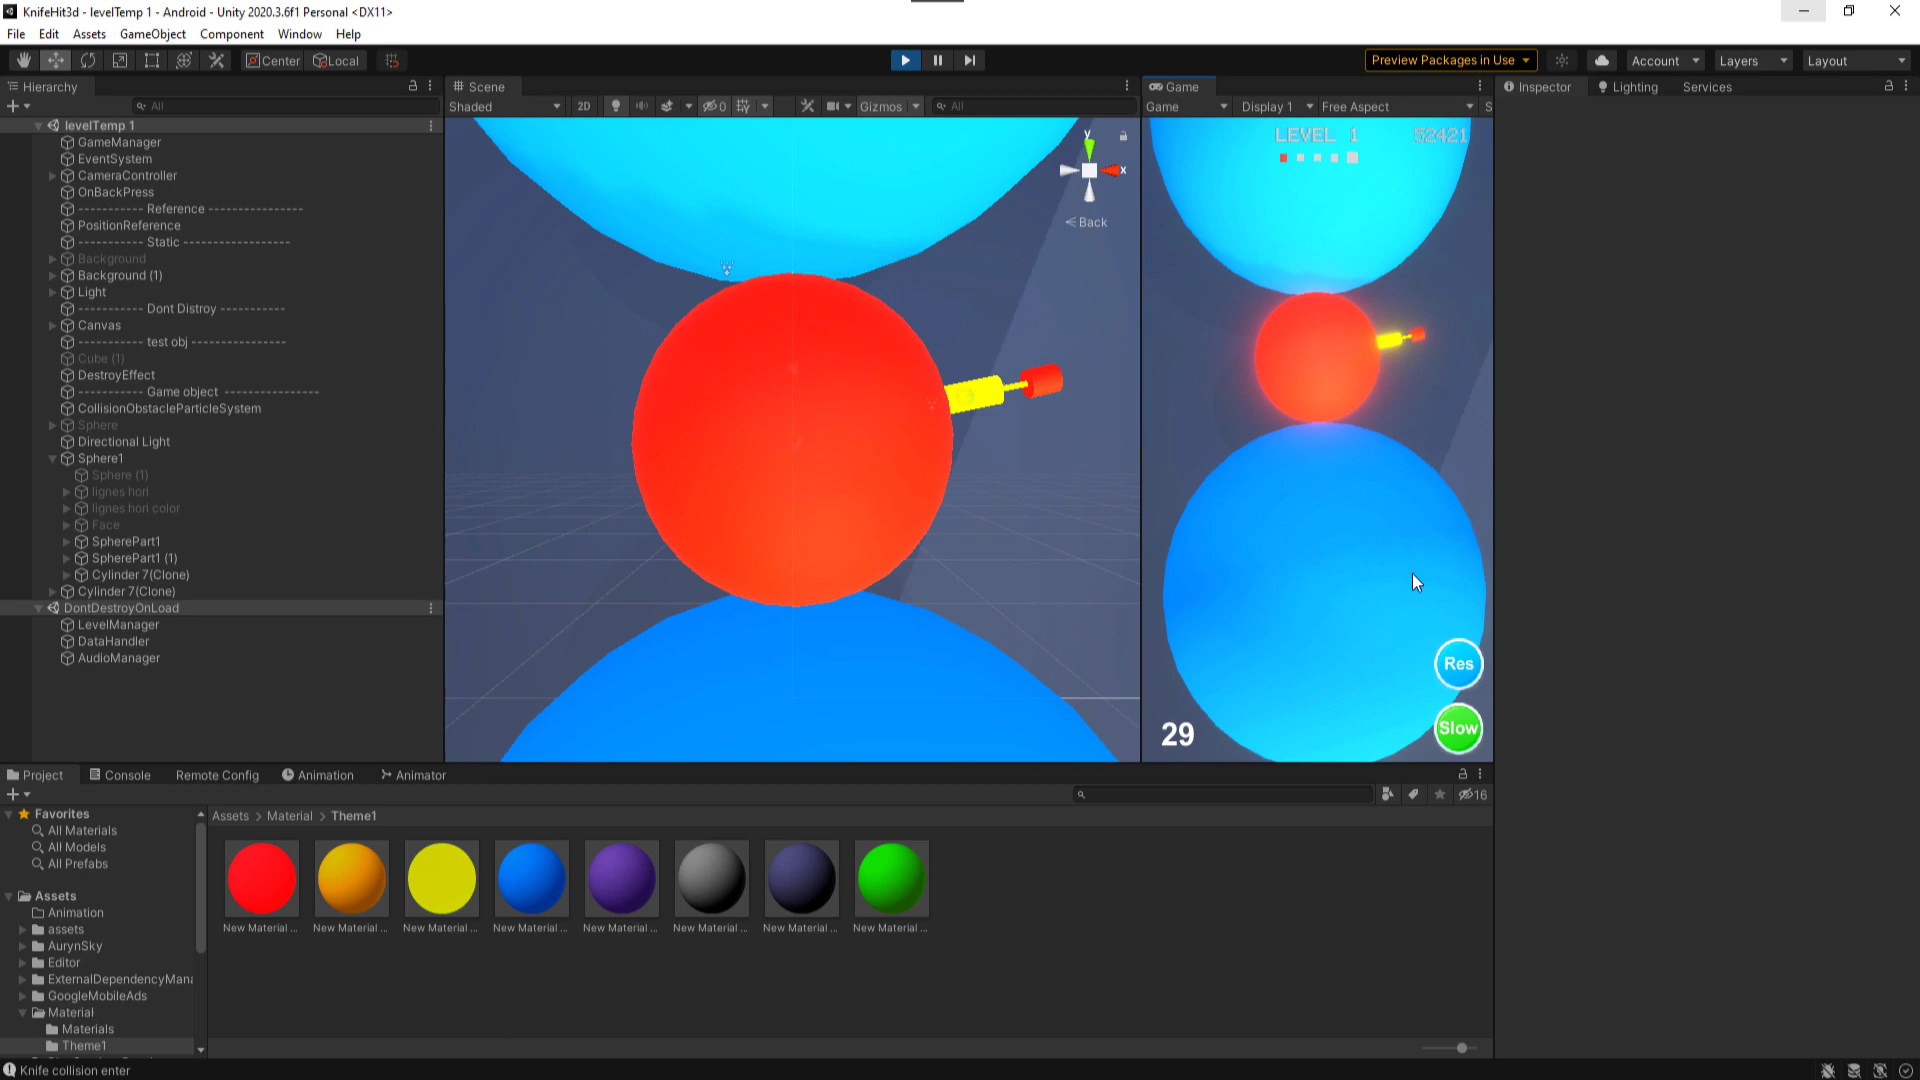 KnifeHit3d - levelTemp 1 - Android - Unity 2020.3.6f1 Personal <DX11>
File Edit Assets GameObject Component Window Help
Center Local Preview Packages in Use Account Layers Layout
Hierarchy Scene Game Inspector Lighting Services
All Shaded 2D 0 Gizmos All Game Display 1 Free Aspect S
levelTemp 1
GameManager
EventSystem
CameraController
OnBackPress
----------- Reference ----------------
PositionReference
----------- Static ------------------
Background
Background (1)
Light
----------- Dont Distroy -----------
Canvas
----------- test obj ----------------
Cube (1)
DestroyEffect
----------- Game object ----------------
CollisionObstacleParticleSystem
Sphere
Directional Light
Sphere1
Sphere (1)
lignes hori
lignes hori color
Face
SpherePart1
SpherePart1 (1)
Cylinder 7(Clone)
Cylinder 7(Clone)
DontDestroyOnLoad
LevelManager
DataHandler
AudioManager
y
x
< Back
LEVEL 1 52421
Res
Slow
29
Project Console Remote Config Animation Animator
16
Favorites
All Materials
All Models
All Prefabs
Assets
Animation
assets
AurynSky
Editor
ExternalDependencyMana
GoogleMobileAds
Material
Materials
Theme1
Assets > Material > Theme1
New Material ... New Material ... New Material ... New Material ... New Material ... New Material ... New Material ... New Material ...
Knife collision enter